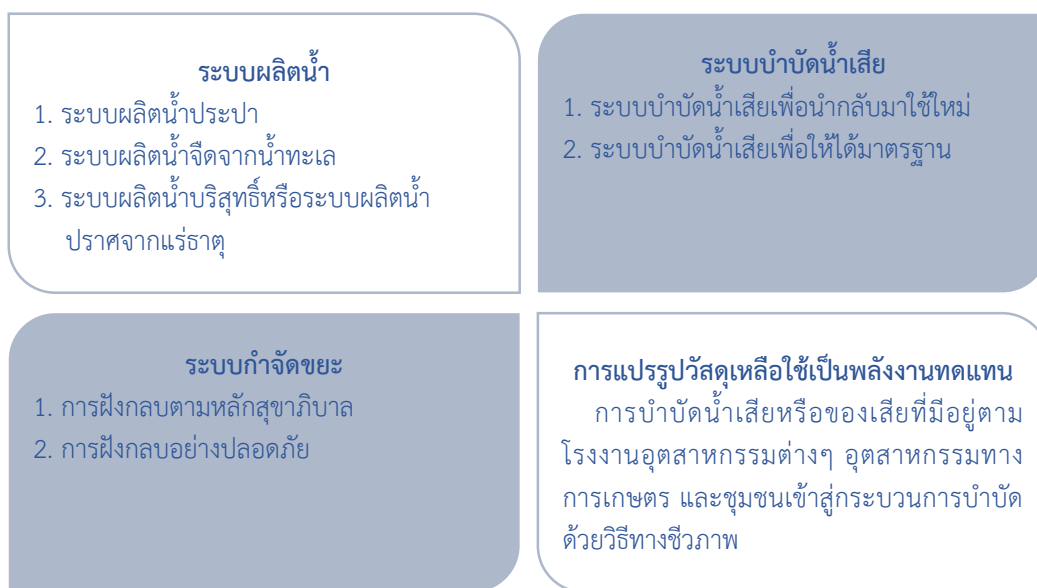 ระบบผลิตน้ำ
1. ระบบผลิตน้ำประปา
2. ระบบผลิตน้ำจืดจากน้ำทะเล
3. ระบบผลิตน้ำบริสุทธิ์หรือระบบผลิตน้ำ
ปราศจากแร่ธาตุ
ระบบบำบัดน้ำเสีย
1. ระบบบำบัดน้ำเสียเพื่อนำกลับมาใช้ใหม่
2. ระบบบำบัดน้ำเสียเพื่อให้ได้มาตรฐาน
ระบบกำจัดขยะ
1. การฝังกลบตามหลักสุขาภิบาล
2. การฝังกลบอย่างปลอดภัย
การแปรรูปวัสดุเหลือใช้เป็นพลังงานทดแทน
การบำบัดน้ำเสียหรือของเสียที่มีอยู่ตาม
โรงงานอุตสาหกรรมต่างๆ อุตสาหกรรมทาง
การเกษตร และชุมชนเข้าสู่กระบวนการบำบัด
ด้วยวิธีทางชีวภาพ